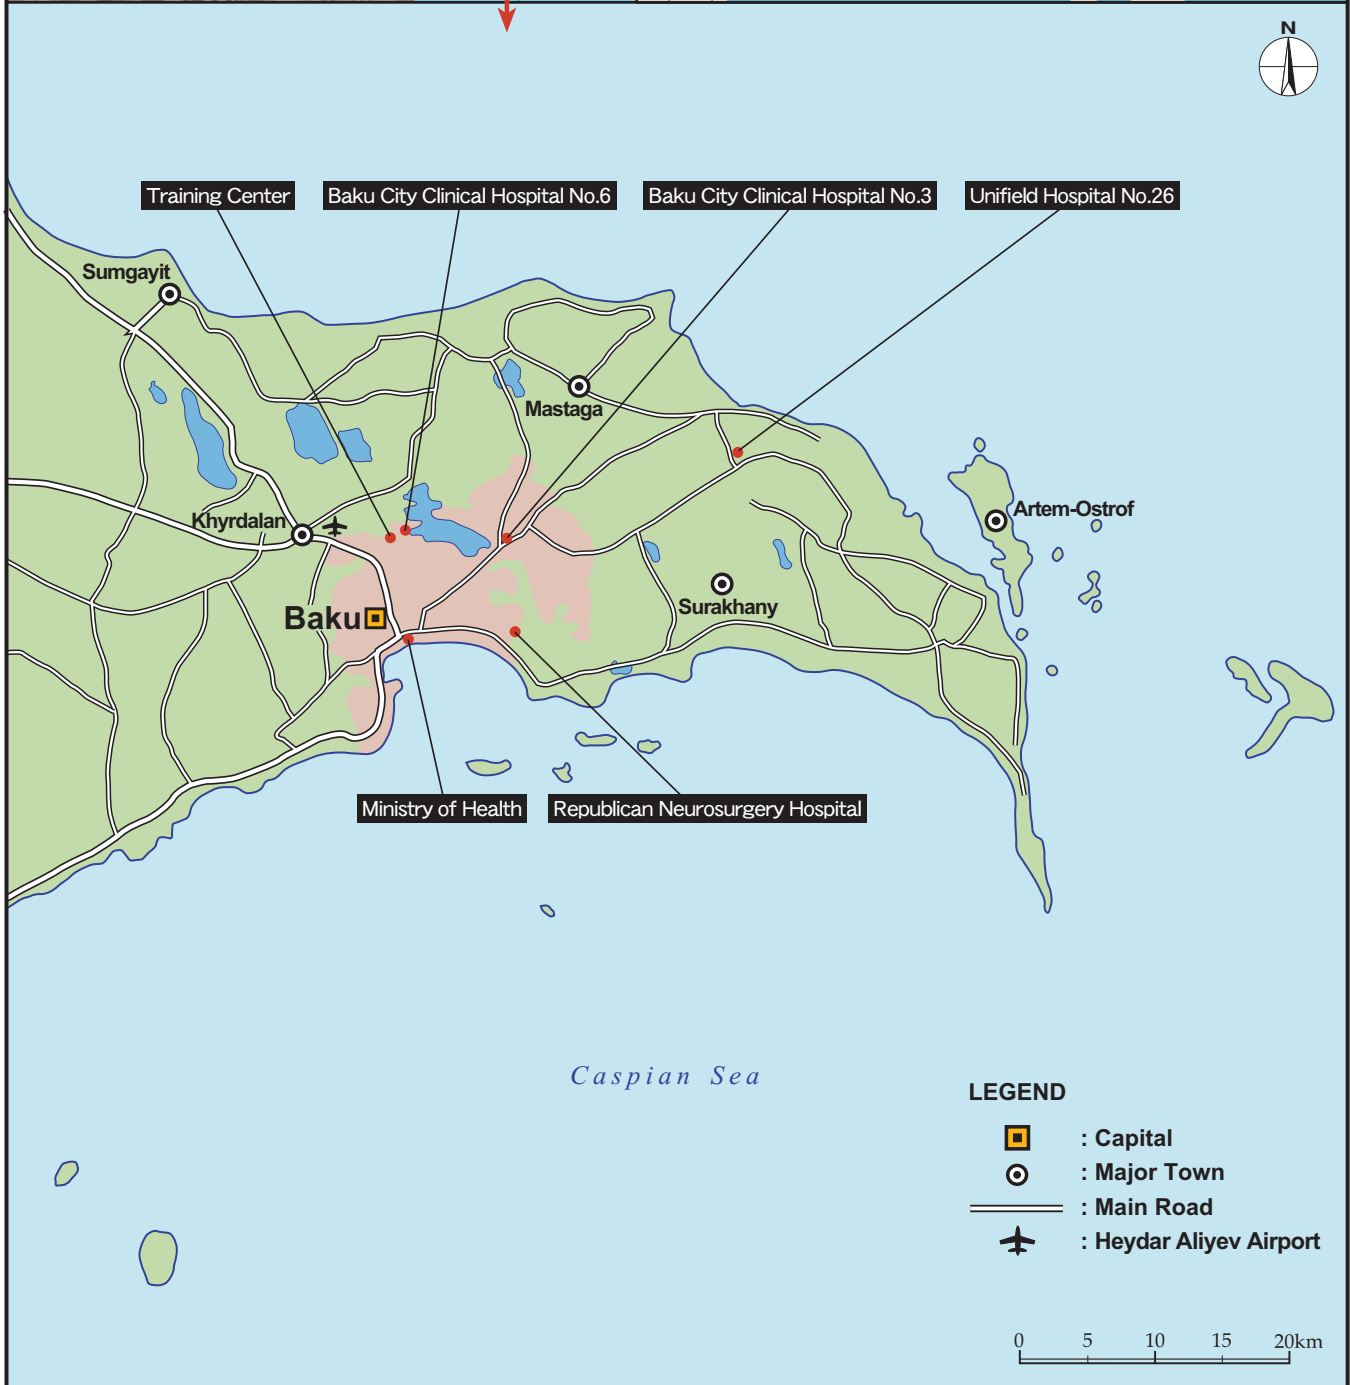 N
Training Center
Baku City Clinical Hospital No.6
Baku City Clinical Hospital No.3
Unifield Hospital No.26
Sumgayit
Mastaga
Khyrdalan
Artem-Ostrof
Surakhany
Baku
Ministry of Health
Republican Neurosurgery Hospital
Caspian Sea
LEGEND
: Capital
: Major Town
: Main Road
: Heydar Aliyev Airport
0 5 10 15 20km